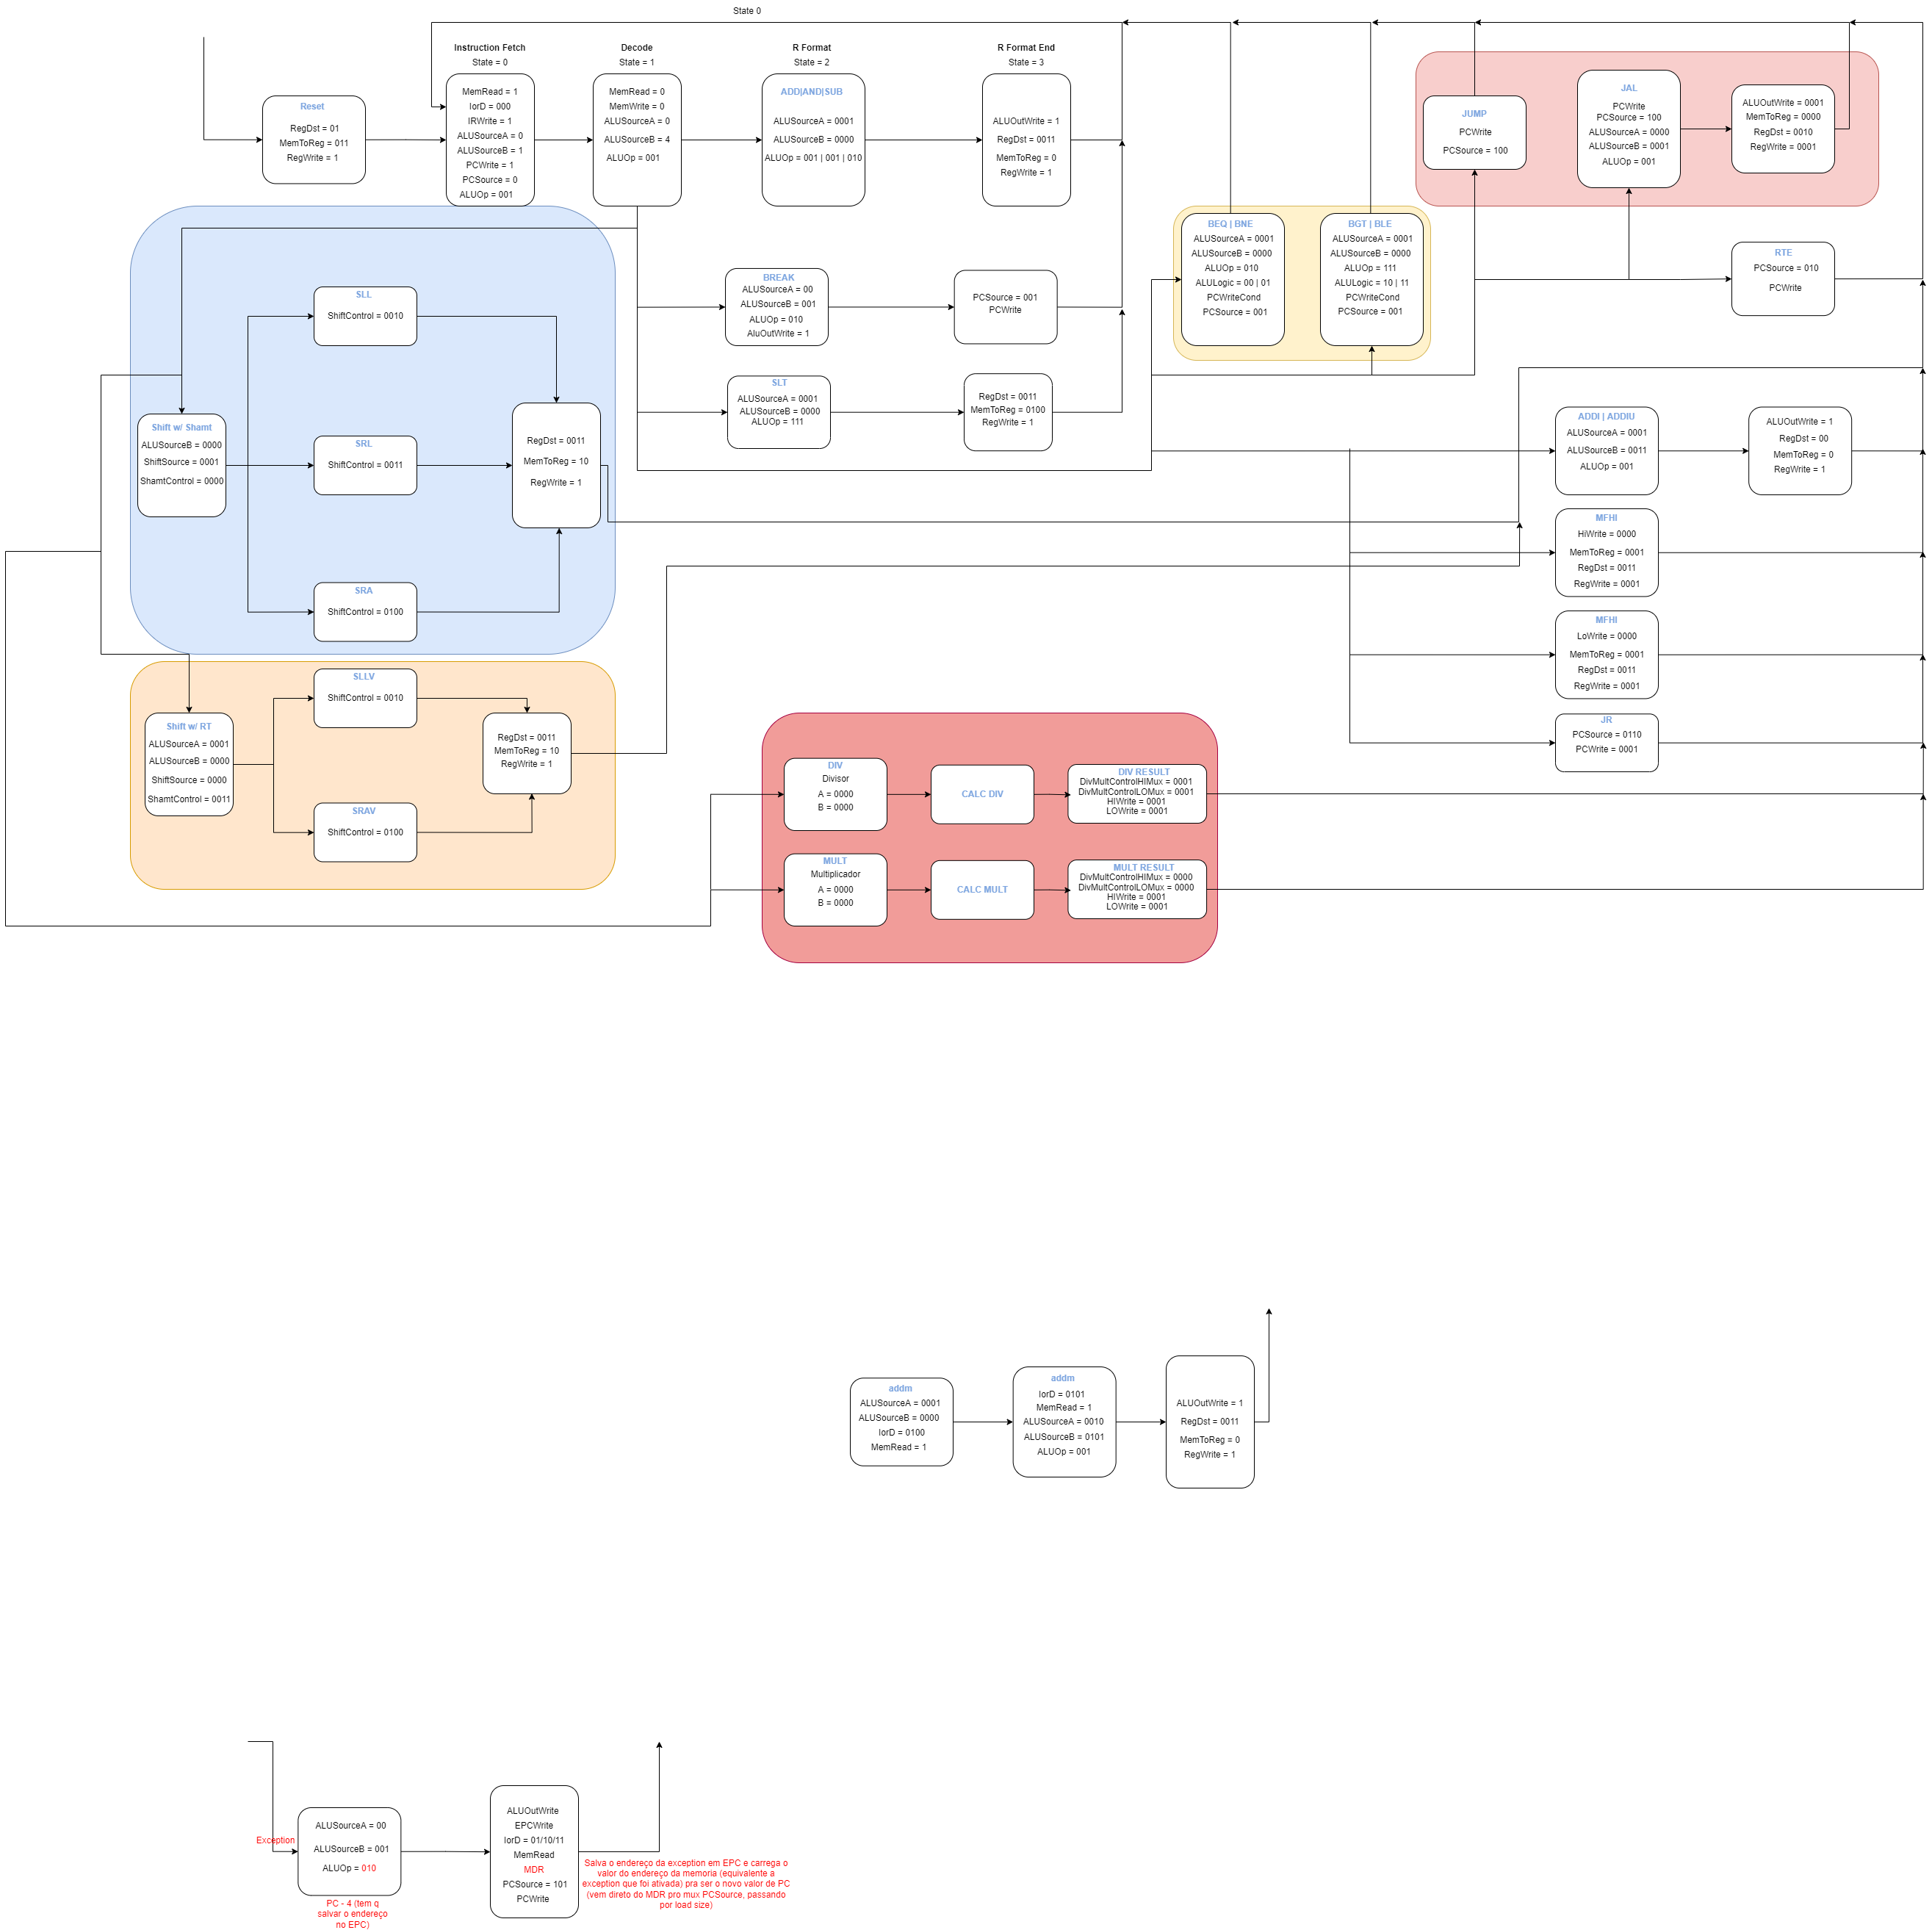 State 0
Instruction Fetch
State = 0
Decode
State = 1
R Format
State = 2
R Format End
State = 3
Reset
RegDst = 01
MemToReg = 011
RegWrite = 1
MemRead = 1
IorD = 000
IRWrite = 1
ALUSourceA = 0
ALUSourceB = 1
PCWrite = 1
PCSource = 0
ALUOp = 001
MemRead = 0
MemWrite = 0
ALUSourceA = 0
ALUSourceB = 4
ALUOp = 001
ADD|AND|SUB
ALUSourceA = 0001
ALUSourceB = 0000
ALUOp = 001 | 001 | 010
ALUOutWrite = 1
RegDst = 0011
MemToReg = 0
RegWrite = 1
JUMP
PCWrite
PCSource = 100
JAL
PCWrite
PCSource = 100
ALUSourceA = 0000
ALUSourceB = 0001
ALUOp = 001
ALUOutWrite = 0001
MemToReg = 0000
RegDst = 0010
RegWrite = 0001
BEQ | BNE
ALUSourceA = 0001
ALUSourceB = 0000
ALUOp = 010
ALULogic = 00 | 01
PCWriteCond
PCSource = 001
BGT | BLE
ALUSourceA = 0001
ALUSourceB = 0000
ALUOp = 111
ALULogic = 10 | 11
PCWriteCond
PCSource = 001
RTE
PCSource = 010
PCWrite
BREAK
ALUSourceA = 00
ALUSourceB = 001
ALUOp = 010
AluOutWrite = 1
PCSource = 001
PCWrite
SLT
ALUSourceA = 0001
ALUSourceB = 0000
ALUOp = 111
RegDst = 0011
MemToReg = 0100
RegWrite = 1
SLL
ShiftControl = 0010
Shift w/ Shamt
ALUSourceB = 0000
ShiftSource = 0001
ShamtControl = 0000
SRL
ShiftControl = 0011
RegDst = 0011
MemToReg = 10
RegWrite = 1
SRA
ShiftControl = 0100
ADDI | ADDIU
ALUSourceA = 0001
ALUSourceB = 0011
ALUOp = 001
ALUOutWrite = 1
RegDst = 00
MemToReg = 0
RegWrite = 1
MFHI
HiWrite = 0000
MemToReg = 0001
RegDst = 0011
RegWrite = 0001
MFHI
LoWrite = 0000
MemToReg = 0001
RegDst = 0011
RegWrite = 0001
JR
PCSource = 0110
PCWrite = 0001
SLLV
ShiftControl = 0010
Shift w/ RT
ALUSourceA = 0001
ALUSourceB = 0000
ShiftSource = 0000
ShamtControl = 0011
RegDst = 0011
MemToReg = 10
RegWrite = 1
SRAV
ShiftControl = 0100
DIV
Divisor
A = 0000
B = 0000
CALC DIV
DIV RESULT
DivMultControlHIMux = 0001
DivMultControlLOMux = 0001
HIWrite = 0001
LOWrite = 0001
MULT
Multiplicador
A = 0000
B = 0000
CALC MULT
MULT RESULT
DivMultControlHIMux = 0000
DivMultControlLOMux = 0000
HIWrite = 0001
LOWrite = 0001
addm
ALUSourceA = 0001
ALUSourceB = 0000
IorD = 0100
MemRead = 1
addm
IorD = 0101
MemRead = 1
ALUSourceA = 0010
ALUSourceB = 0101
ALUOp = 001
ALUOutWrite = 1
RegDst = 0011
MemToReg = 0
RegWrite = 1
Exception
ALUSourceA = 00
ALUSourceB = 001
ALUOp = 010
PC - 4 (tem q
salvar o endereço
no EPC)
ALUOutWrite
EPCWrite
IorD = 01/10/11
MemRead
MDR
PCSource = 101
PCWrite
Salva o endereço da exception em EPC e carrega o
valor do endereço da memoria (equivalente a
exception que foi ativada) pra ser o novo valor de PC
(vem direto do MDR pro mux PCSource, passando
por load size)